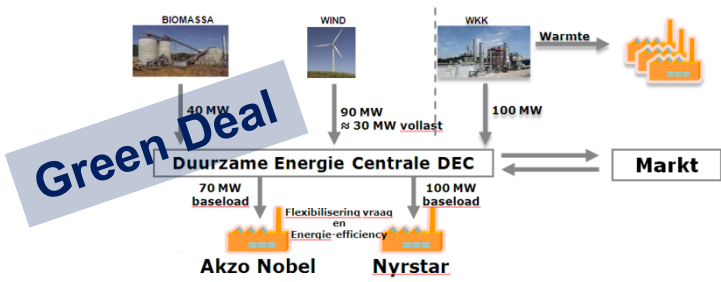 BIOMASSA
WIND
WKK
Warmte
40 MW
90 MW
≈ 30 MW vollast
100 MW
Green Deal
Duurzame Energie Centrale DEC
Markt
70 MW
baseload
100 MW
baseload
Flexibilisering vraag
en
Energie-efficiency
Akzo Nobel
Nyrstar